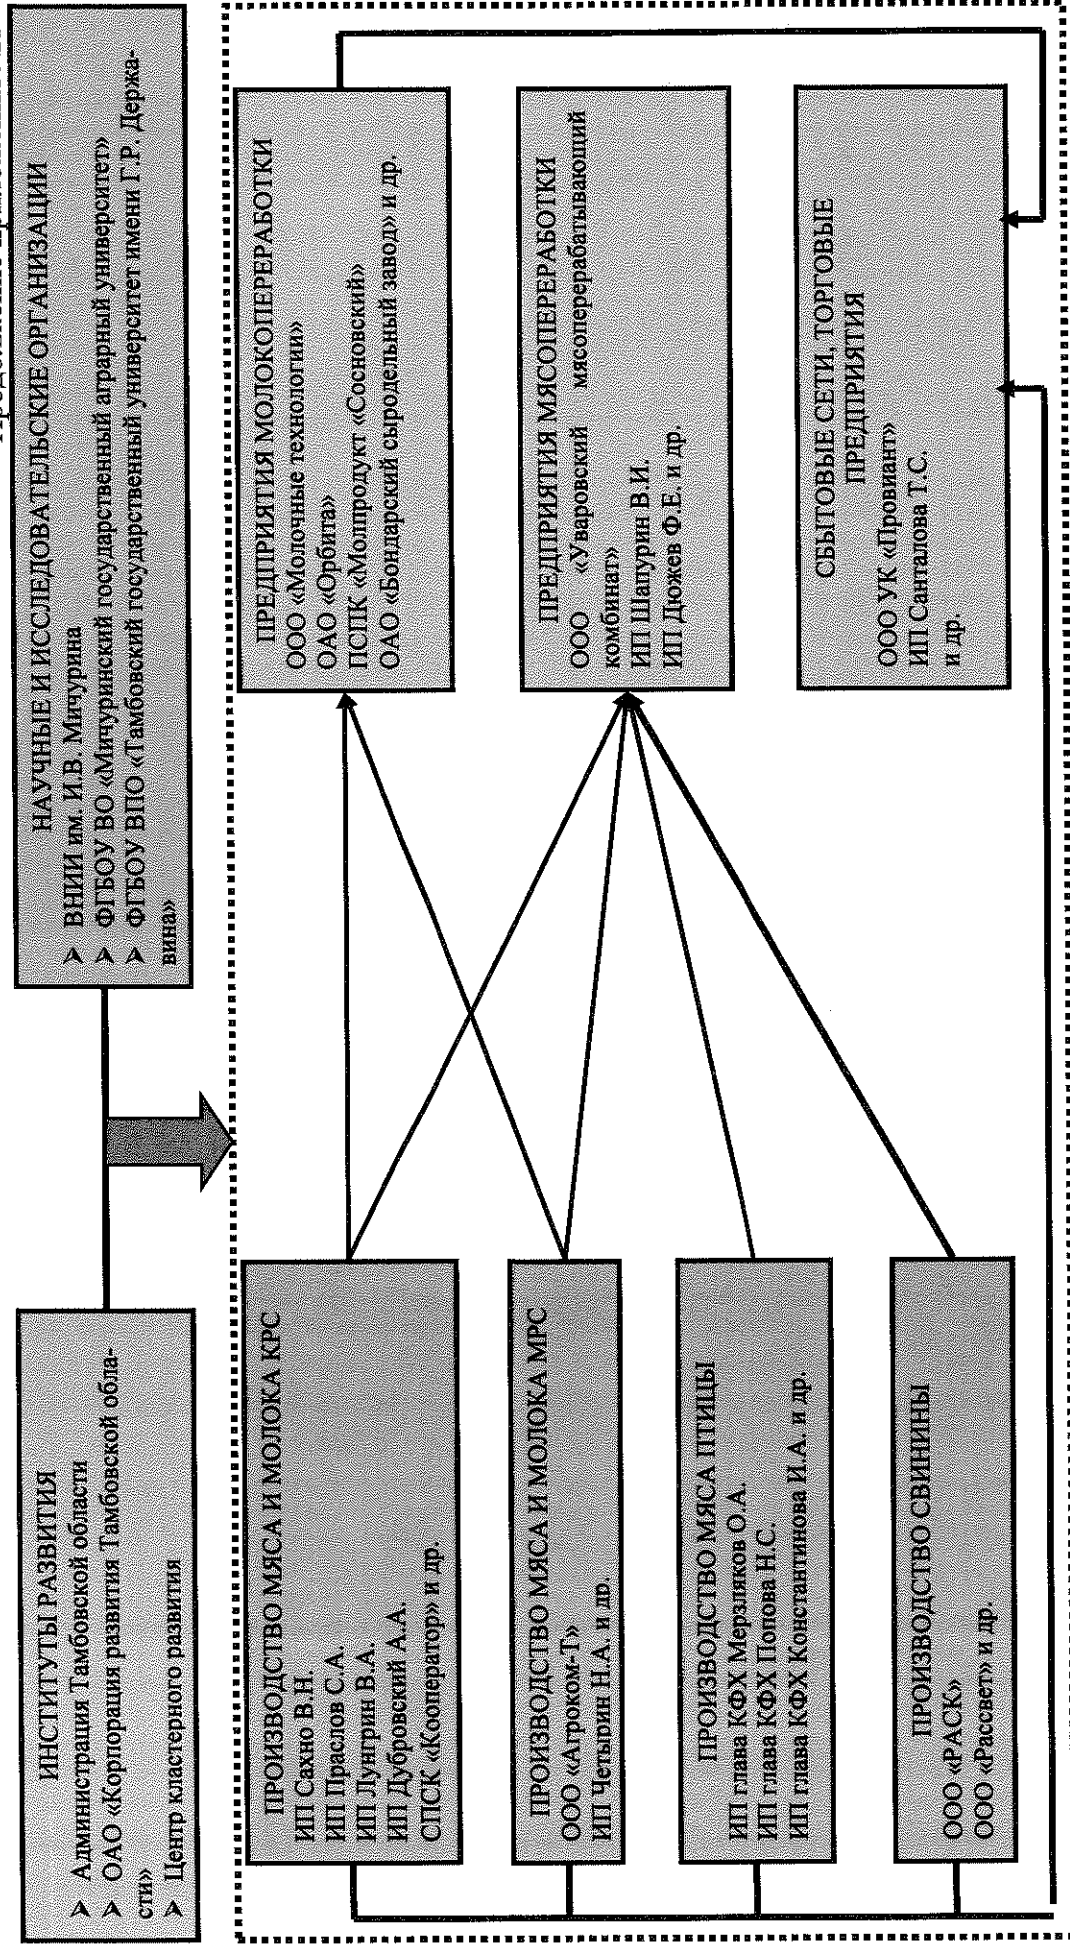 ИНСТИТУТЫ РАЗВИТИЯ
➢ Администрация Тамбовской области
➢ ОАО «Корпорация развития Тамбовской обла-
сти»
➢ Центр кластерного развития
НАУЧНЫЕ И ИССЛЕДОВАТЕЛЬСКИЕ ОРГАНИЗАЦИИ
➢ ВНИИ им. И.В. Мичурина
➢ ФГБОУ ВО «Мичуринский государственный аграрный университет»
➢ ФГБОУ ВПО «Тамбовский государственный университет имени Г.Р. Держа-
вина»
ПРОИЗВОДСТВО МЯСА И МОЛОКА КРС
ИП Сахно В.Н.
ИП Праслов С.А.
ИП Лунгрин В.А.
ИП Дубровский А.А.
СПСК «Кооператор» и др.
ПРОИЗВОДСТВО МЯСА И МОЛОКА МРС
ООО «Агроком-Т»
ИП Четырин Н.А. и др.
ПРОИЗВОДСТВО МЯСА ПТИЦЫ
ИП глава КФХ Мерзляков О.А.
ИП глава КФХ Попова Н.С.
ИП глава КФХ Константинова И.А. и др.
ПРОИЗВОДСТВО СВИНИНЫ
ООО «РАСК»
ООО «Рассвет» и др.
ПРЕДПРИЯТИЯ МОЛОКОПЕРЕРАБОТКИ
ООО «Молочные технологии»
ОАО «Орбита»
ПСПК «Молпродукт «Сосновский»
ОАО «Бондарский сыродельный завод» и др.
ПРЕДПРИЯТИЯ МЯСОПЕРЕРАБОТКИ
ООО «Уваровский мясоперерабатывающий
комбинат»
ИП Шапурин В.И.
ИП Дюжев Ф.Е. и др.
СБЫТОВЫЕ СЕТИ, ТОРГОВЫЕ
ПРЕДПРИЯТИЯ
ООО УК «Провиант»
ИП Санталова Т.С.
и др.